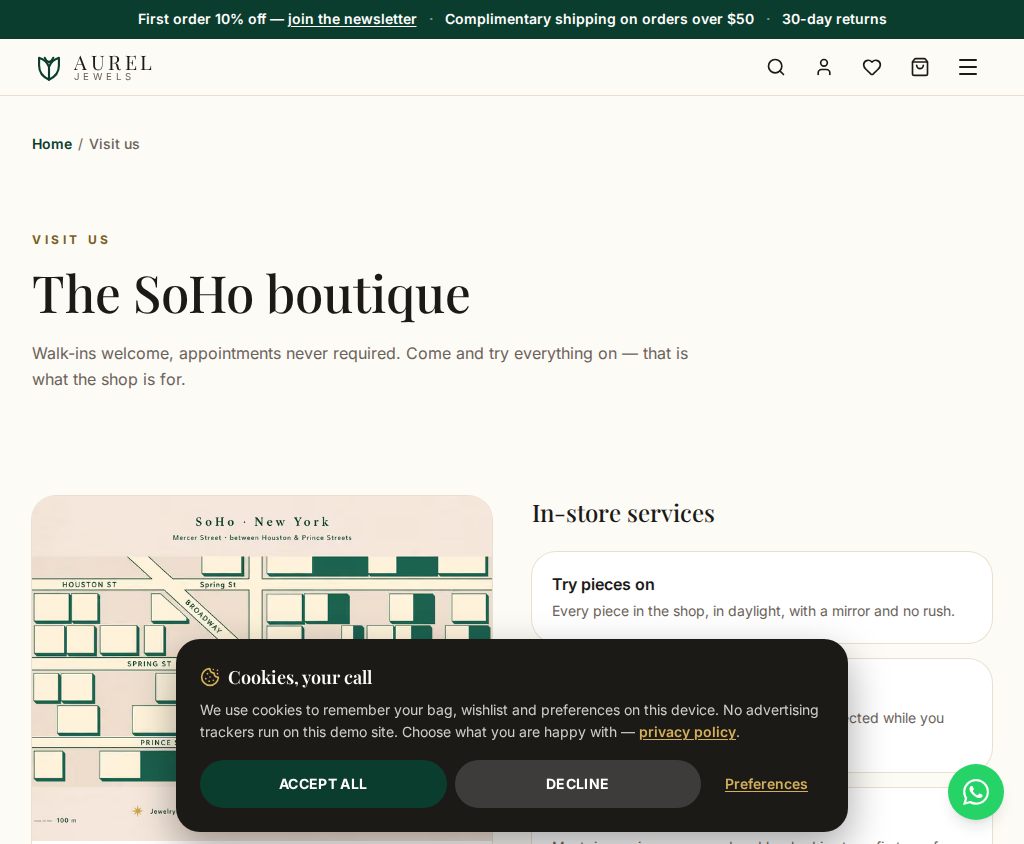 First order 10% off — join the newsletter · Complimentary shipping on orders over $50 · 30-day returns
AUREL
JEWELS
Home / Visit us
VISIT US
The SoHo boutique
Walk-ins welcome, appointments never required. Come and try everything on — that is
what the shop is for.
SoHo · New York
Mercer Street · between Houston & Prince Streets
HOUSTON ST
Spring St
BROADWAY
SPRING ST
PRINCE S
100 m
Jewelry
In-store services
Try pieces on
Every piece in the shop, in daylight, with a mirror and no rush.
ected while you
Cookies, your call
We use cookies to remember your bag, wishlist and preferences on this device. No advertising
trackers run on this demo site. Choose what you are happy with — privacy policy.
ACCEPT ALL
DECLINE
Preferences